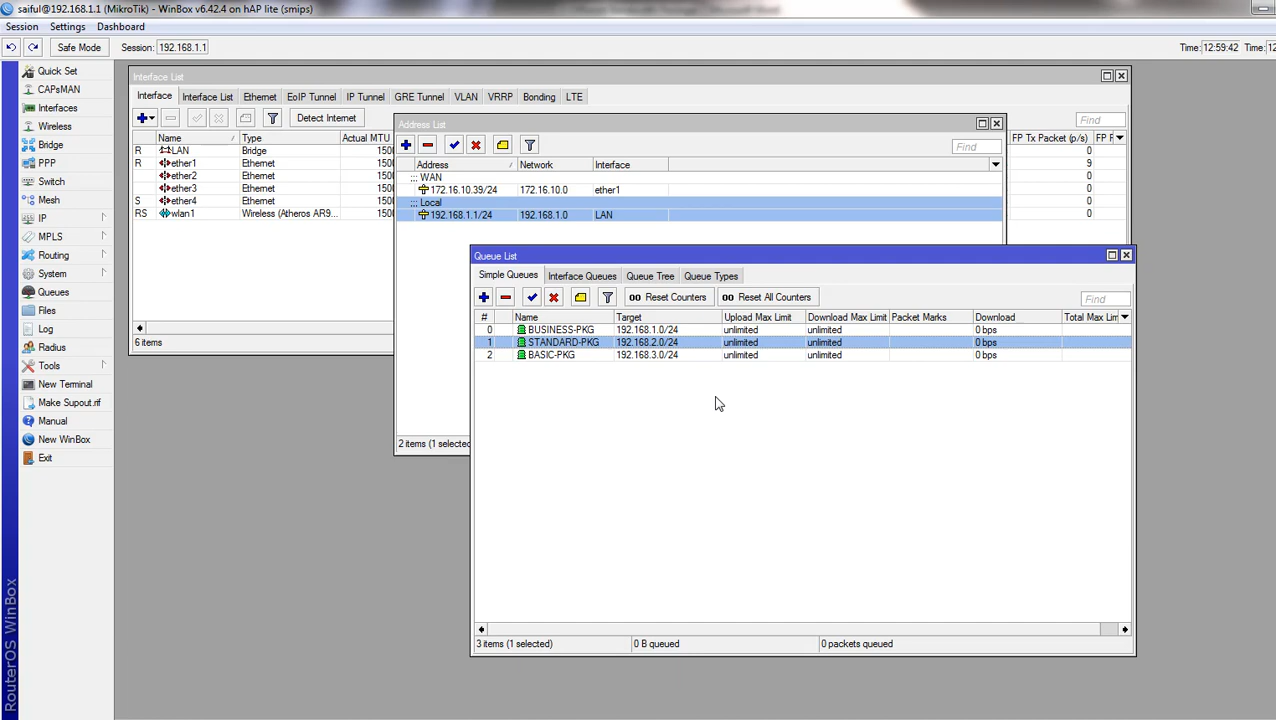 saiful@192.168.1.1 (MikroTik) - WinBox v6.42.4 on hAP lite (smips)
Session Settings Dashboard
Safe Mode Session: 192.168.1.1 Time: 12:59:42 Time:
Quick Set
CAPsMAN
Interfaces
Wireless
Bridge
PPP
Switch
Mesh
IP
MPLS
Routing
System
Queues
Files
Log
Radius
Tools
New Terminal
Make Supout.rif
Manual
New WinBox
Exit
RouterOS WinBox
Interface List
Interface Interface List Ethernet EoIP Tunnel IP Tunnel GRE Tunnel VLAN VRRP Bonding LTE
Detect Internet Find
Name Type Actual MTU FP Tx Packet (p/s)
R LAN Bridge 0
R ether1 Ethernet 9
ether2 Ethernet 0
ether3 Ethernet 0
S ether4 Ethernet 0
RS wlan1 Wireless (Atheros AR9... 0
6 items
Address List
Find
Address Network Interface
::: WAN
172.16.10.39/24 172.16.10.0 ether1
::: Local
192.168.1.1/24 192.168.1.0 LAN
2 items (1 selected
Queue List
Simple Queues Interface Queues Queue Tree Queue Types
00 Reset Counters 00 Reset All Counters Find
# Name Target Upload Max Limit Download Max Limit Packet Marks Download Total Max Lim
0 BUSINESS-PKG 192.168.1.0/24 unlimited unlimited 0 bps
1 STANDARD-PKG 192.168.2.0/24 unlimited unlimited 0 bps
2 BASIC-PKG 192.168.3.0/24 unlimited unlimited 0 bps
3 items (1 selected) 0 B queued 0 packets queued